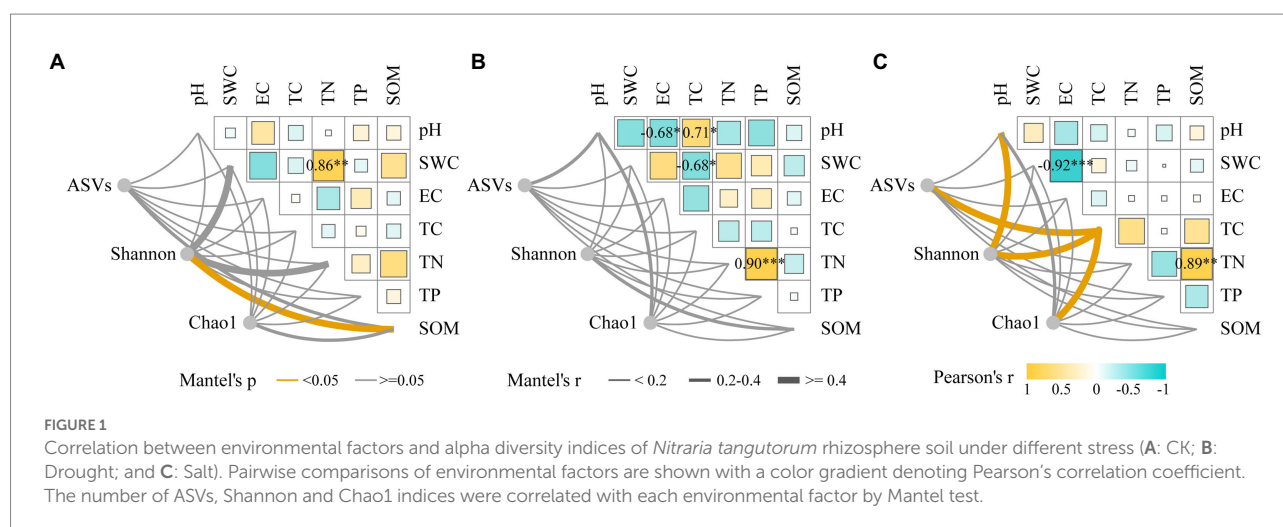 A
B
C
pH SWC EC TC TN TP SOM
pH SWC EC TC TN TP SOM
pH SWC EC TC TN TP SOM
pH
-0.68* 0.71*
pH
pH
0.86**
SWC
-0.68*
SWC
-0.92***
SWC
ASVs
ASVs
ASVs
EC
EC
EC
TC
TC
TC
Shannon
Shannon
Shannon
TN
0.90***
TN
0.89**
TN
TP
TP
TP
Chao1
Chao1
Chao1
SOM
SOM
SOM
Mantel's p <0.05 >=0.05
Mantel's r < 0.2 0.2-0.4 >= 0.4
Pearson's r
1 0.5 0 -0.5 -1
FIGURE 1
Correlation between environmental factors and alpha diversity indices of Nitraria tangutorum rhizosphere soil under different stress (A: CK; B:
Drought; and C: Salt). Pairwise comparisons of environmental factors are shown with a color gradient denoting Pearson's correlation coefficient.
The number of ASVs, Shannon and Chao1 indices were correlated with each environmental factor by Mantel test.